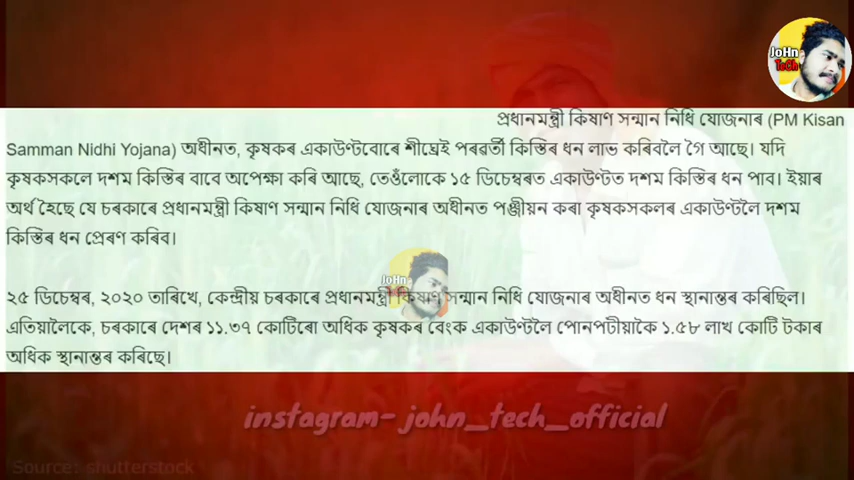 JoHn
TeCh
প্ৰধানমন্ত্ৰী কিষাণ সন্মান নিধি যোজনাৰ (PM Kisan
Samman Nidhi Yojana) অধীনত, কৃষকৰ একাউণ্টবোৰে শীঘ্ৰেই পৰৱৰ্তী কিস্তিৰ ধন লাভ কৰিবলৈ গৈ আছে। যদি
কৃষকসকলে দশম কিস্তিৰ বাবে অপেক্ষা কৰি আছে, তেওঁলোকে ১৫ ডিচেম্বৰত একাউণ্টত দশম কিস্তিৰ ধন পাব। ইয়াৰ
অৰ্থ হৈছে যে চৰকাৰে প্ৰধানমন্ত্ৰী কিষাণ সন্মান নিধি যোজনাৰ অধীনত পঞ্জীয়ন কৰা কৃষকসকলৰ একাউণ্টলৈ দশম
কিস্তিৰ ধন প্ৰেৰণ কৰিব।
JoHn
২৫ ডিচেম্বৰ, ২০২০ তাৰিখে, কেন্দ্ৰীয় চৰকাৰে প্ৰধানমন্ত্ৰী কিষাণ সন্মান নিধি যোজনাৰ অধীনত ধন স্থানান্তৰ কৰিছিল।
এতিয়ালৈকে, চৰকাৰে দেশৰ ১১.৩৭ কোটিৰো অধিক কৃষকৰ বেংক একাউণ্টলৈ পোনপটীয়াকৈ ১.৫৮ লাখ কোটি টকাৰ
অধিক স্থানান্তৰ কৰিছে।
instagram- john_tech_official
Source: shutterstock